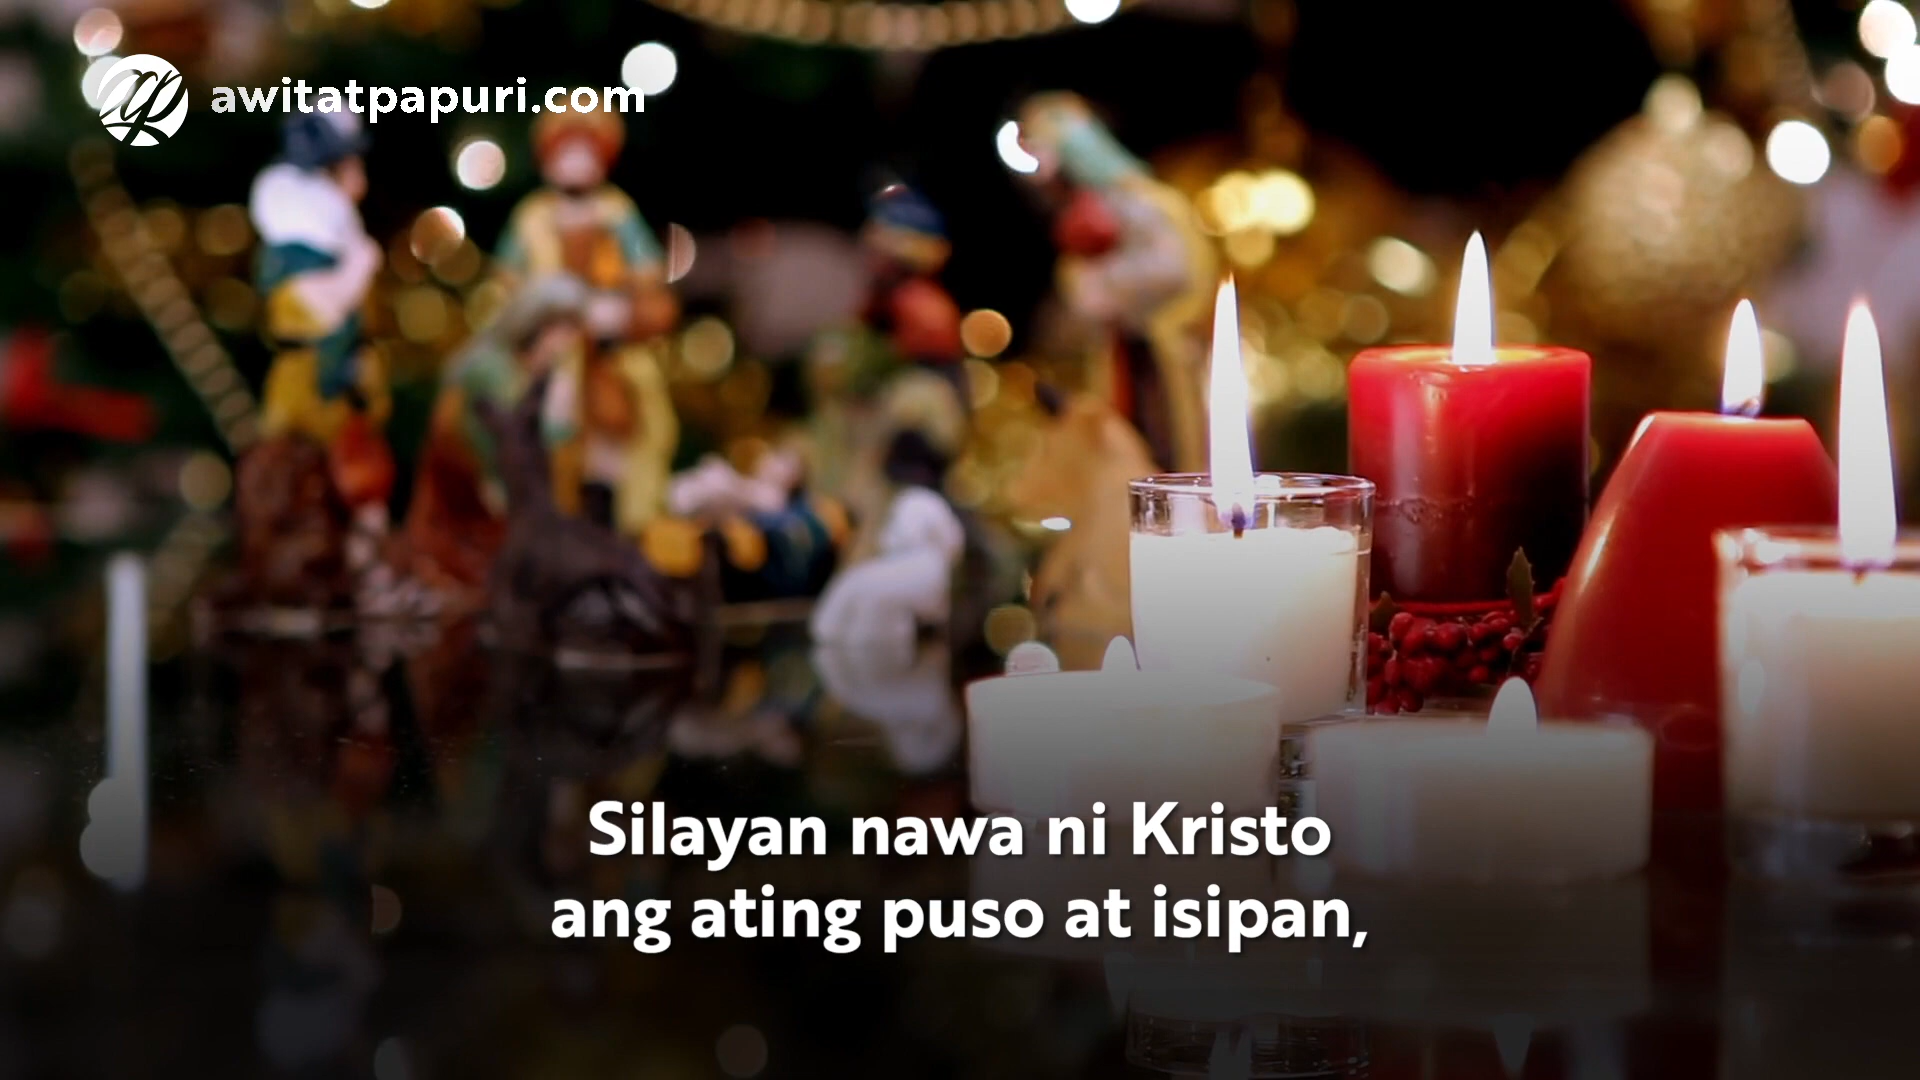 awitatpapuri.com
Silayan nawa ni Kristo
ang ating puso at isipan,